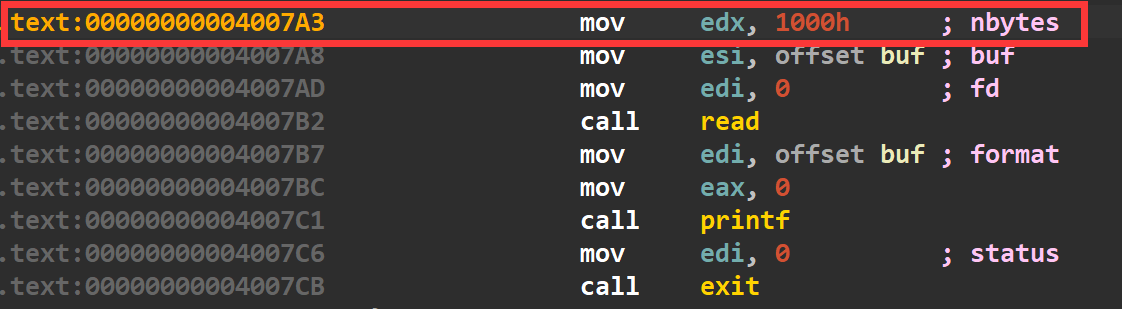 .text:00000000004007A3 mov edx, 1000h ; nbytes
.text:00000000004007A8 mov esi, offset buf ; buf
.text:00000000004007AD mov edi, 0 ; fd
.text:00000000004007B2 call read
.text:00000000004007B7 mov edi, offset buf ; format
.text:00000000004007BC mov eax, 0
.text:00000000004007C1 call printf
.text:00000000004007C6 mov edi, 0 ; status
.text:00000000004007CB call exit